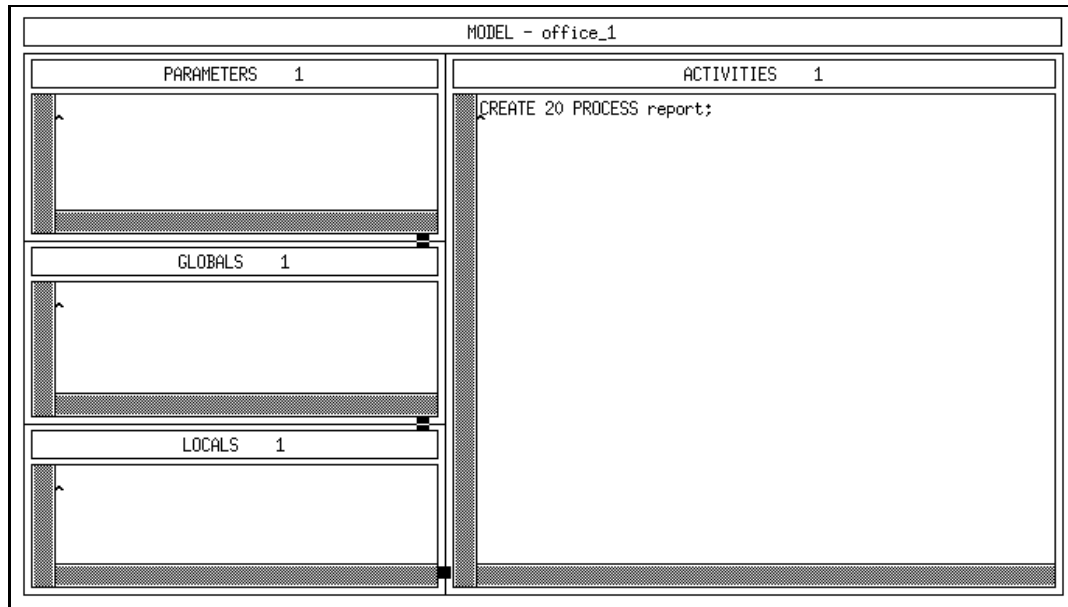 MODEL - office_1
PARAMETERS 1
^
GLOBALS 1
^
LOCALS 1
^
ACTIVITIES 1
CREATE 20 PROCESS report;
^